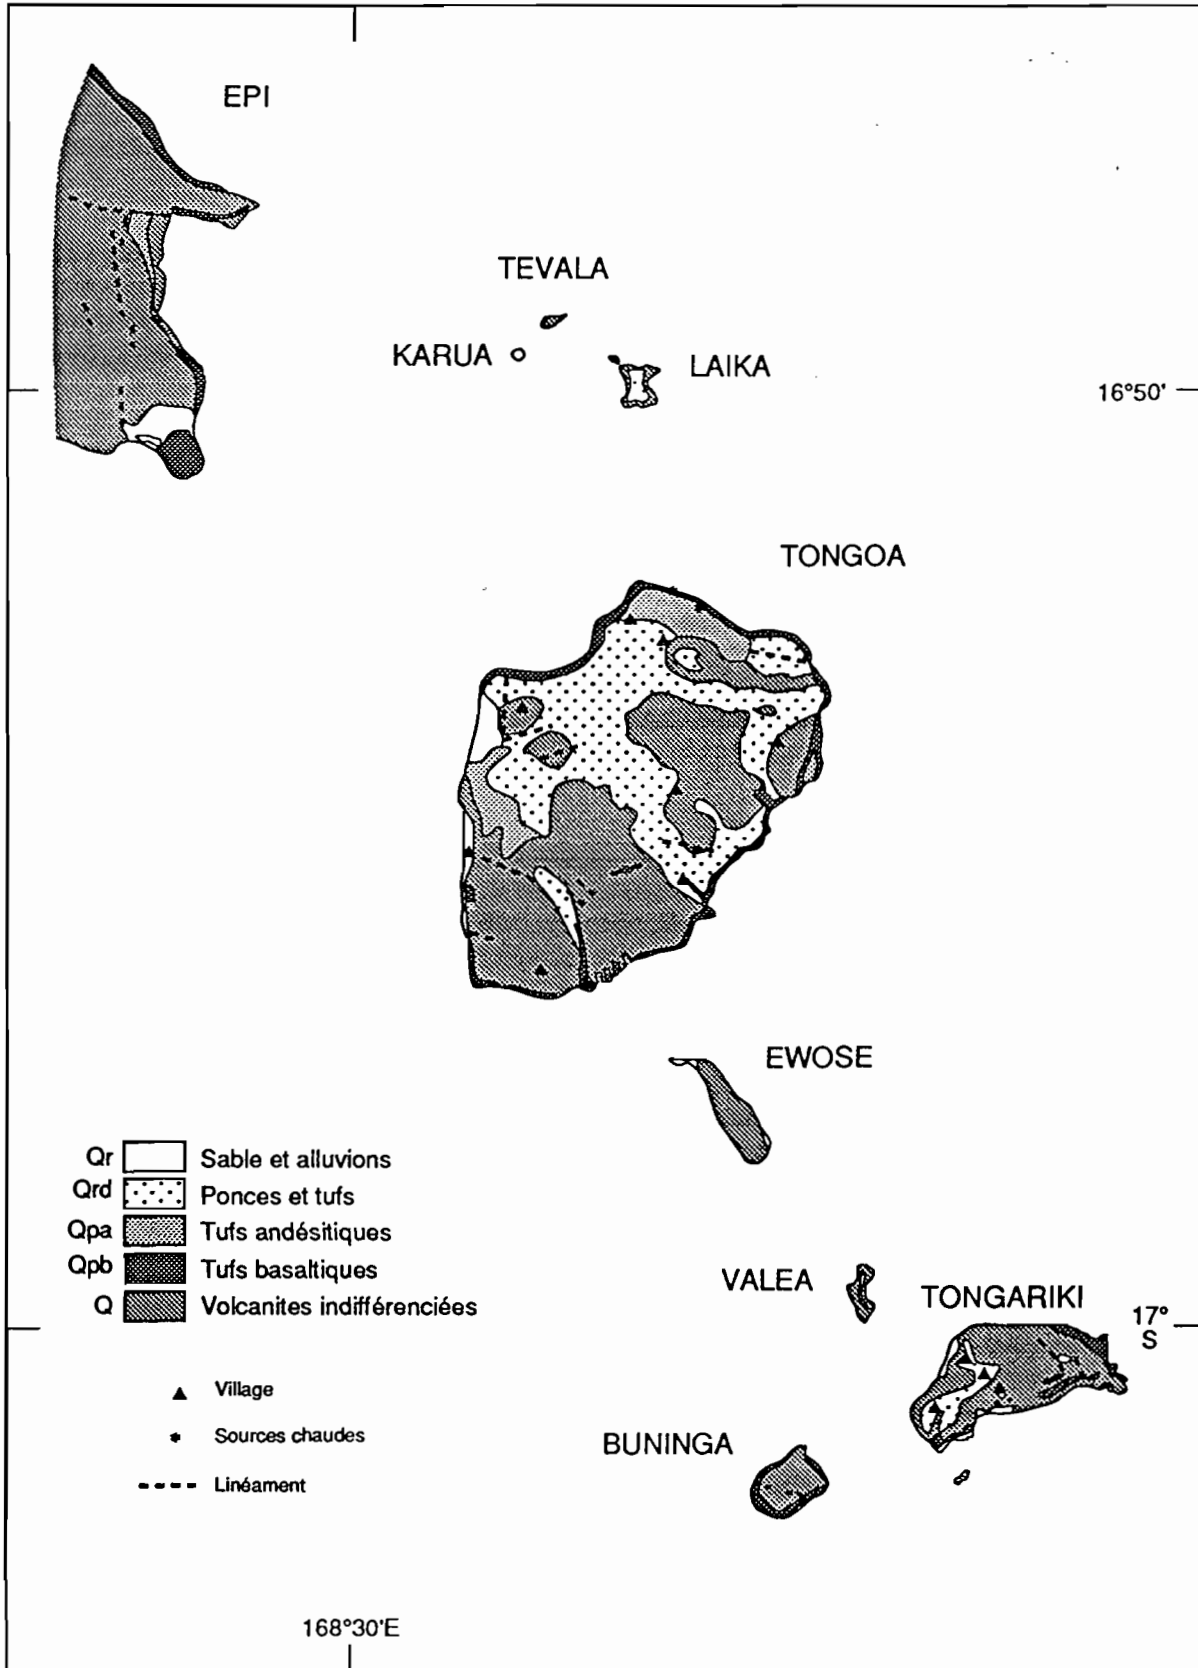 EPI
TEVALA
KARUA
LAIKA
16°50'
TONGOA
EWOSE
Qr Sable et alluvions
Qrd Ponces et tufs
Qpa Tufs andésitiques
Qpb Tufs basaltiques
Q Volcanites indifférenciées
VALEA
TONGARIKI
17°
S
Village
Sources chaudes
BUNINGA
Linéament
168°30'E